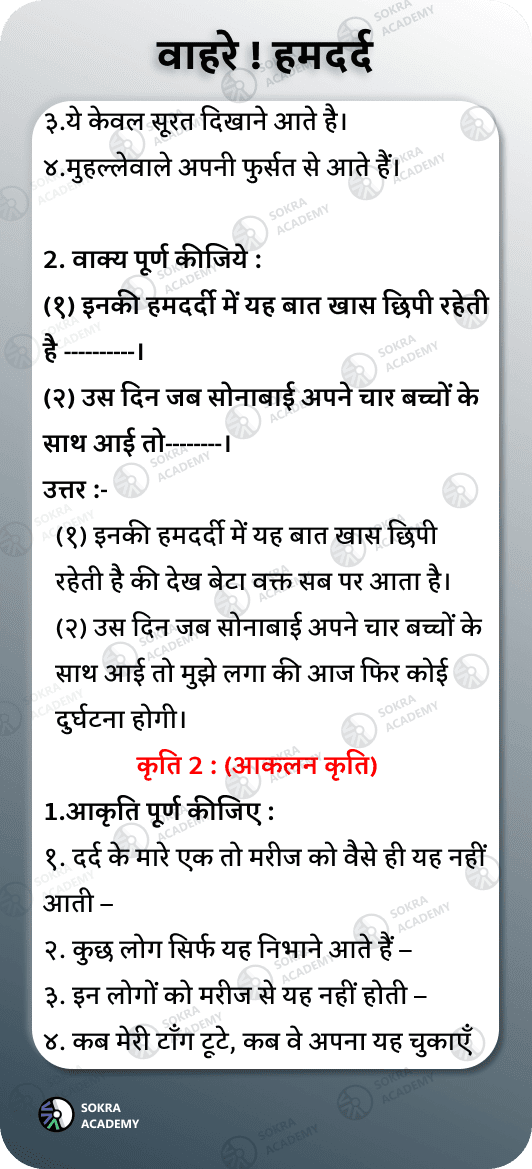 वाहरे ! हमदर्द
३.ये केवल सूरत दिखाने आते है।
४.मुहल्लेवाले अपनी फुर्सत से आते हैं।
2. वाक्य पूर्ण कीजिये :
(१) इनकी हमदर्दी में यह बात खास छिपी रहेती
है ----------।
(२) उस दिन जब सोनाबाई अपने चार बच्चों के
साथ आई तो--------।
उत्तर :-
(१) इनकी हमदर्दी में यह बात खास छिपी
रहेती है की देख बेटा वक्त सब पर आता है।
(२) उस दिन जब सोनाबाई अपने चार बच्चों के
साथ आई तो मुझे लगा की आज फिर कोई
दुर्घटना होगी।
कृति 2 : (आकलन कृति)
1.आकृति पूर्ण कीजिए :
१. दर्द के मारे एक तो मरीज को वैसे ही यह नहीं
आती –
२. कुछ लोग सिर्फ यह निभाने आते हैं –
३. इन लोगों को मरीज से यह नहीं होती –
४. कब मेरी टाँग टूटे, कब वे अपना यह चुकाएँ
SOKRA
ACADEMY